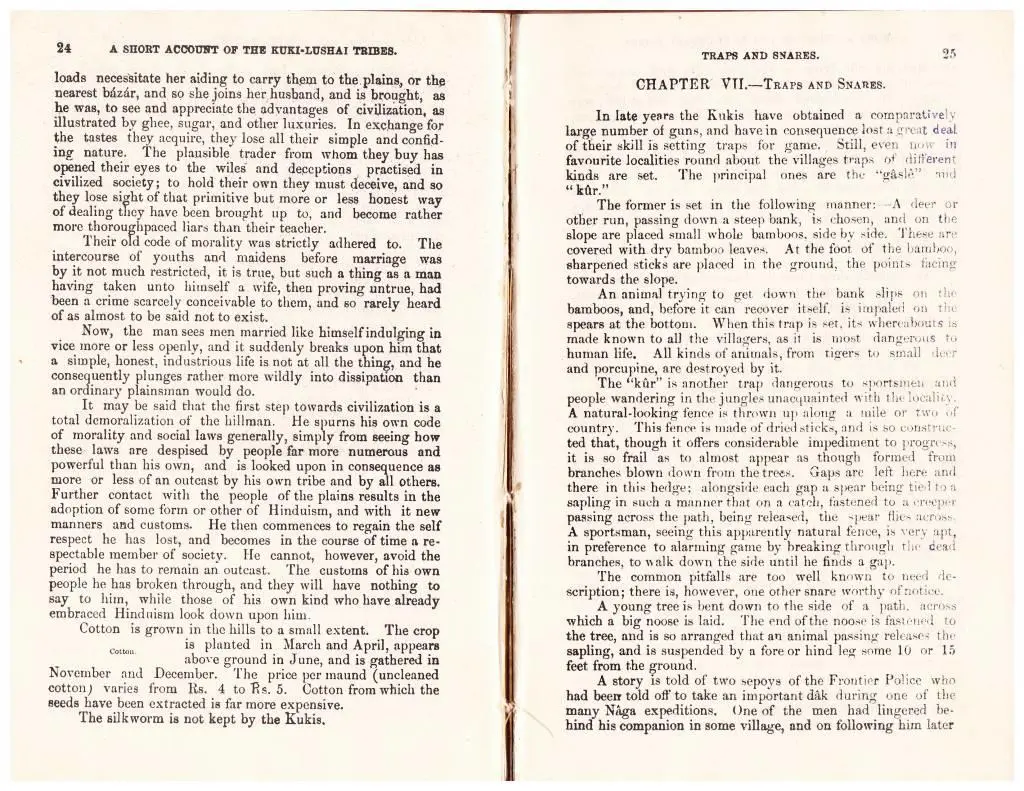 24 A SHORT ACCOUNT OF THE KUKI-LUSHAI TRIBES.
loads necessitate her aiding to carry them to the plains, or the
nearest bázár, and so she joins her husband, and is brought, as
he was, to see and appreciate the advantages of civilization, as
illustrated by ghee, sugar, and other luxuries. In exchange for
the tastes they acquire, they lose all their simple and confid-
ing nature. The plausible trader from whom they buy has
opened their eyes to the wiles and deceptions practised in
civilized society; to hold their own they must deceive, and so
they lose sight of that primitive but more or less honest way
of dealing they have been brought up to, and become rather
more thoroughpaced liars than their teacher.
Their old code of morality was strictly adhered to. The
intercourse of youths and maidens before marriage was
by it not much restricted, it is true, but such a thing as a man
having taken unto himself a wife, then proving untrue, had
been a crime scarcely conceivable to them, and so rarely heard
of as almost to be said not to exist.
Now, the man sees men married like himself indulging in
vice more or less openly, and it suddenly breaks upon him that
a simple, honest, industrious life is not at all the thing, and he
consequently plunges rather more wildly into dissipation than
an ordinary plainsman would do.
It may be said that the first step towards civilization is a
total demoralization of the hillman. He spurns his own code
of morality and social laws generally, simply from seeing how
these laws are despised by people far more numerous and
powerful than his own, and is looked upon in consequence as
more or less of an outcast by his own tribe and by all others.
Further contact with the people of the plains results in the
adoption of some form or other of Hinduism, and with it new
manners and customs. He then commences to regain the self
respect he has lost, and becomes in the course of time a re-
spectable member of society. He cannot, however, avoid the
period he has to remain an outcast. The customs of his own
people he has broken through, and they will have nothing to
say to him, while those of his own kind who have already
embraced Hinduism look down upon him.
Cotton is grown in the hills to a small extent. The crop
Cotton. is planted in March and April, appears
above ground in June, and is gathered in
November and December. The price per maund (uncleaned
cotton) varies from Rs. 4 to Rs. 5. Cotton from which the
seeds have been extracted is far more expensive.
The silkworm is not kept by the Kukis.
TRAPS AND SNARES. 25
CHAPTER VII.—TRAPS AND SNARES.
In late years the Kukis have obtained a comparatively
large number of guns, and have in consequence lost a great deal
of their skill is setting traps for game. Still, even now in
favourite localities round about the villages traps of different
kinds are set. The principal ones are the "gâslê" and
"kûr."
The former is set in the following manner:—A deer or
other run, passing down a steep bank, is chosen, and on the
slope are placed small whole bamboos, side by side. These are
covered with dry bamboo leaves. At the foot of the bamboo,
sharpened sticks are placed in the ground, the points facing
towards the slope.
An animal trying to get down the bank slips on the
bamboos, and, before it can recover itself, is impaled on the
spears at the bottom. When this trap is set, its whereabouts is
made known to all the villagers, as it is most dangerous to
human life. All kinds of animals, from tigers to small deer
and porcupine, are destroyed by it.
The "kûr" is another trap dangerous to sportsmen and
people wandering in the jungles unacquainted with the locality.
A natural-looking fence is thrown up along a mile or two of
country. This fence is made of dried sticks, and is so construc-
ted that, though it offers considerable impediment to progress,
it is so frail as to almost appear as though formed from
branches blown down from the trees. Gaps are left here and
there in this hedge; alongside each gap a spear being tied to a
sapling in such a manner that on a catch, fastened to a creeper
passing across the path, being released, the spear flies across.
A sportsman, seeing this apparently natural fence, is very apt,
in preference to alarming game by breaking through the dead
branches, to walk down the side until he finds a gap.
The common pitfalls are too well known to need de-
scription; there is, however, one other snare worthy of notice.
A young tree is bent down to the side of a path, across
which a big noose is laid. The end of the noose is fastened to
the tree, and is so arranged that an animal passing releases the
sapling, and is suspended by a fore or hind leg some 10 or 15
feet from the ground.
A story is told of two sepoys of the Frontier Police who
had been told off to take an important dâk during one of the
many Nâga expeditions. One of the men had lingered be-
hind his companion in some village, and on following him later